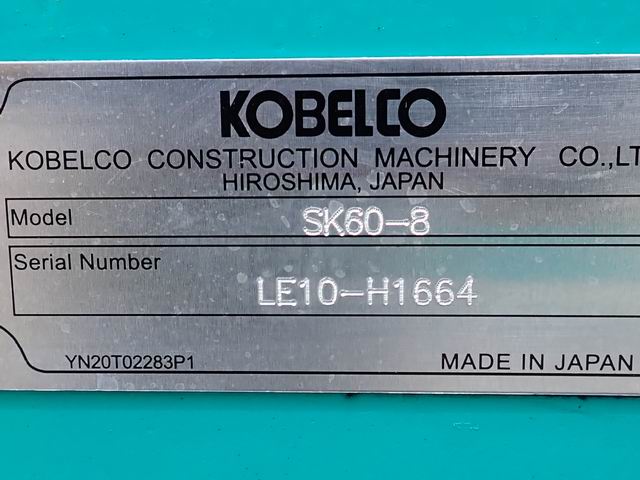 KOBELCO
KOBELCO CONSTRUCTION MACHINERY CO.,LT
HIROSHIMA, JAPAN
Model SK60-8
Serial Number
LE10-H1664
YN20T02283P1 MADE IN JAPAN